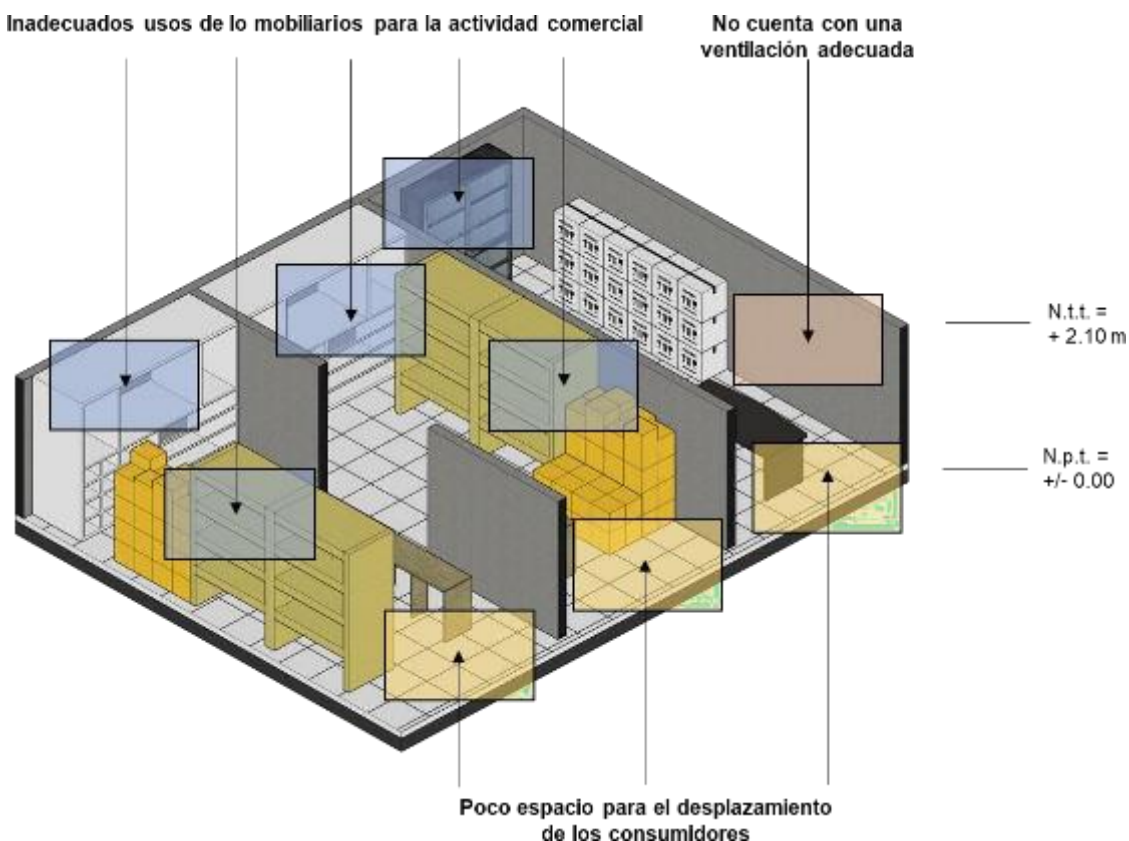 Inadecuados usos de lo mobiliarios para la actividad comercial
No cuenta con una
ventilación adecuada
N.t.t. =
+ 2.10 m
N.p.t. =
+/- 0.00
Poco espacio para el desplazamiento
de los consumidores